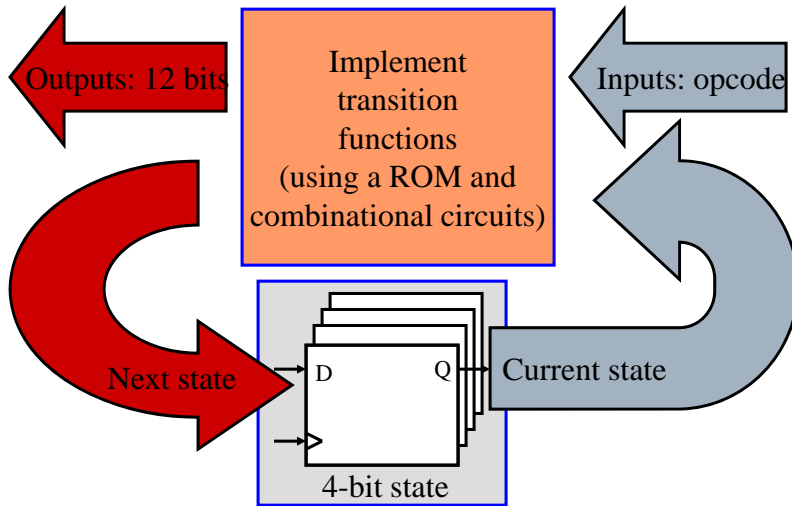 Outputs: 12 bits
Implement
transition
functions
(using a ROM and
combinational circuits)
Inputs: opcode
Next state
D
Q
Current state
4-bit state